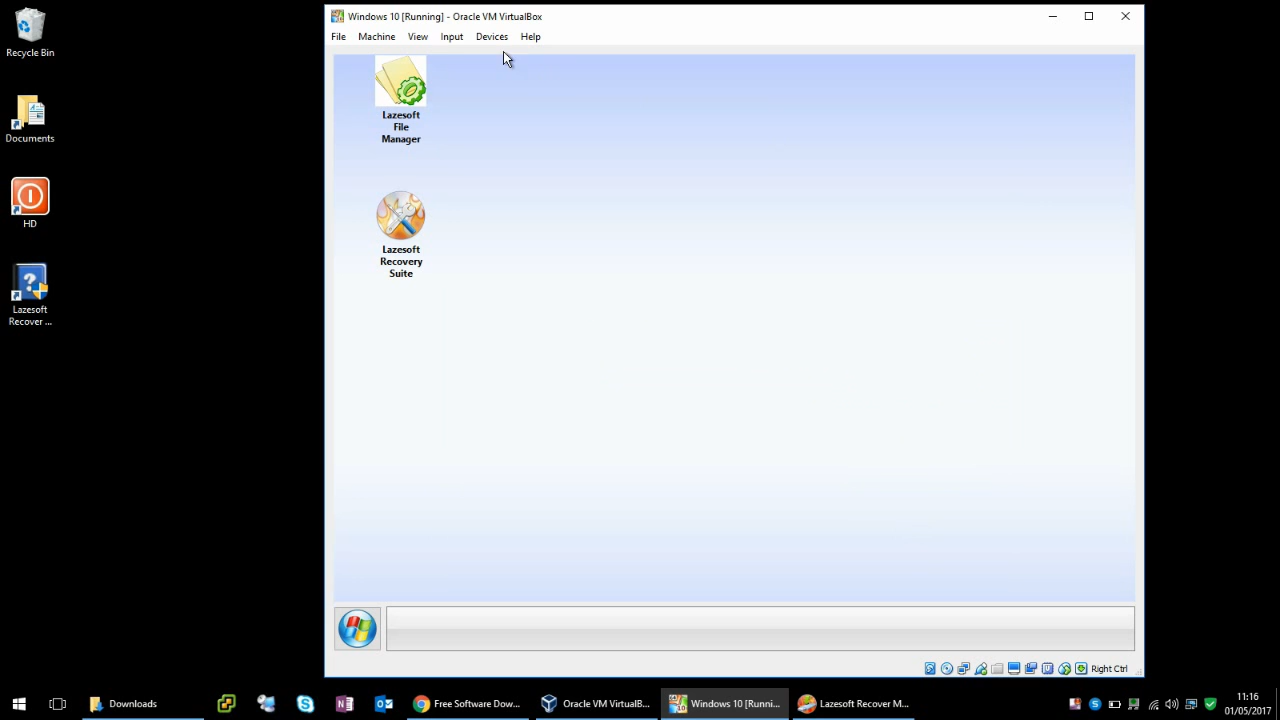 Windows 10 [Running] - Oracle VM VirtualBox
File Machine View Input Devices Help
Recycle Bin
Documents
HD
Lazesoft
Recover ...
Lazesoft
File
Manager
Lazesoft
Recovery
Suite
Right Ctrl
Downloads
Free Software Dow...
Oracle VM VirtualB...
Windows 10 [Runni...
Lazesoft Recover M...
11:16
01/05/2017